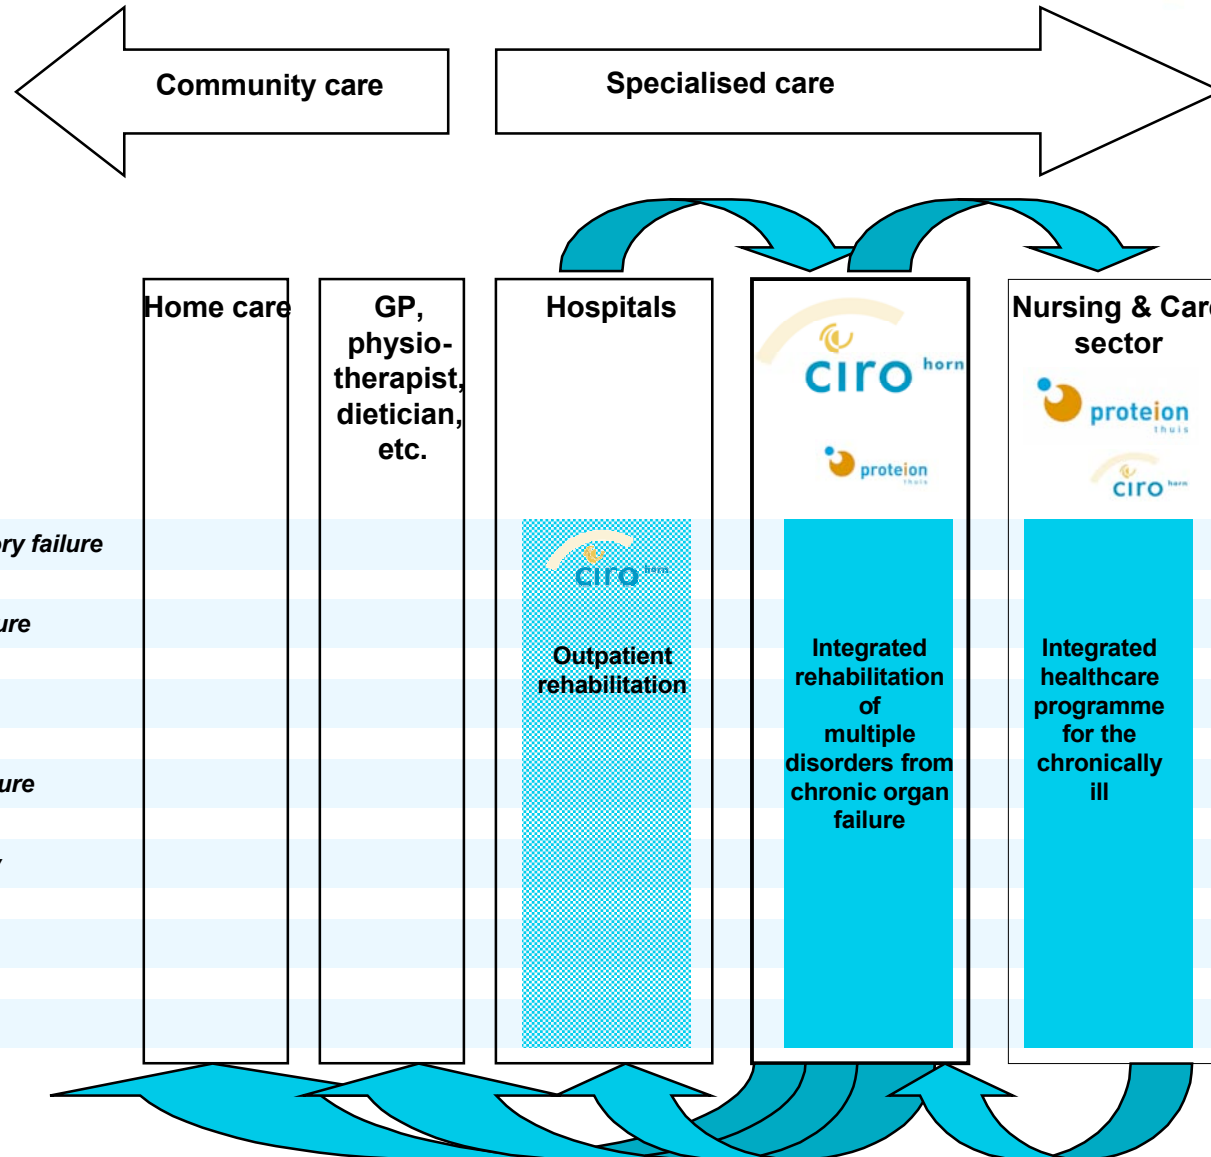 Community care
Specialised care
Home care
GP,
physio-
therapist,
dietician,
etc.
Hospitals
ciro horn
proteion
thuis
Nursing & Care
sector
proteion
thuis
ciro horn
ry failure
ure
ure
ciro horn
Outpatient
rehabilitation
Integrated
rehabilitation
of
multiple
disorders from
chronic organ
failure
Integrated
healthcare
programme
for the
chronically
ill